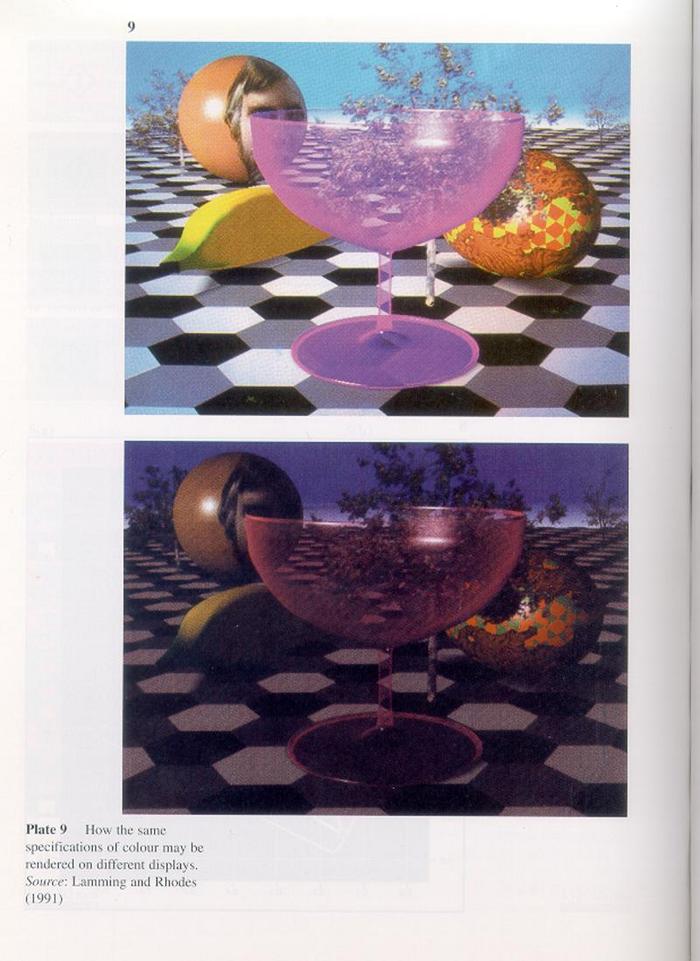 9
Plate 9 How the same
specifications of colour may be
rendered on different displays.
Source: Lamming and Rhodes
(1991)